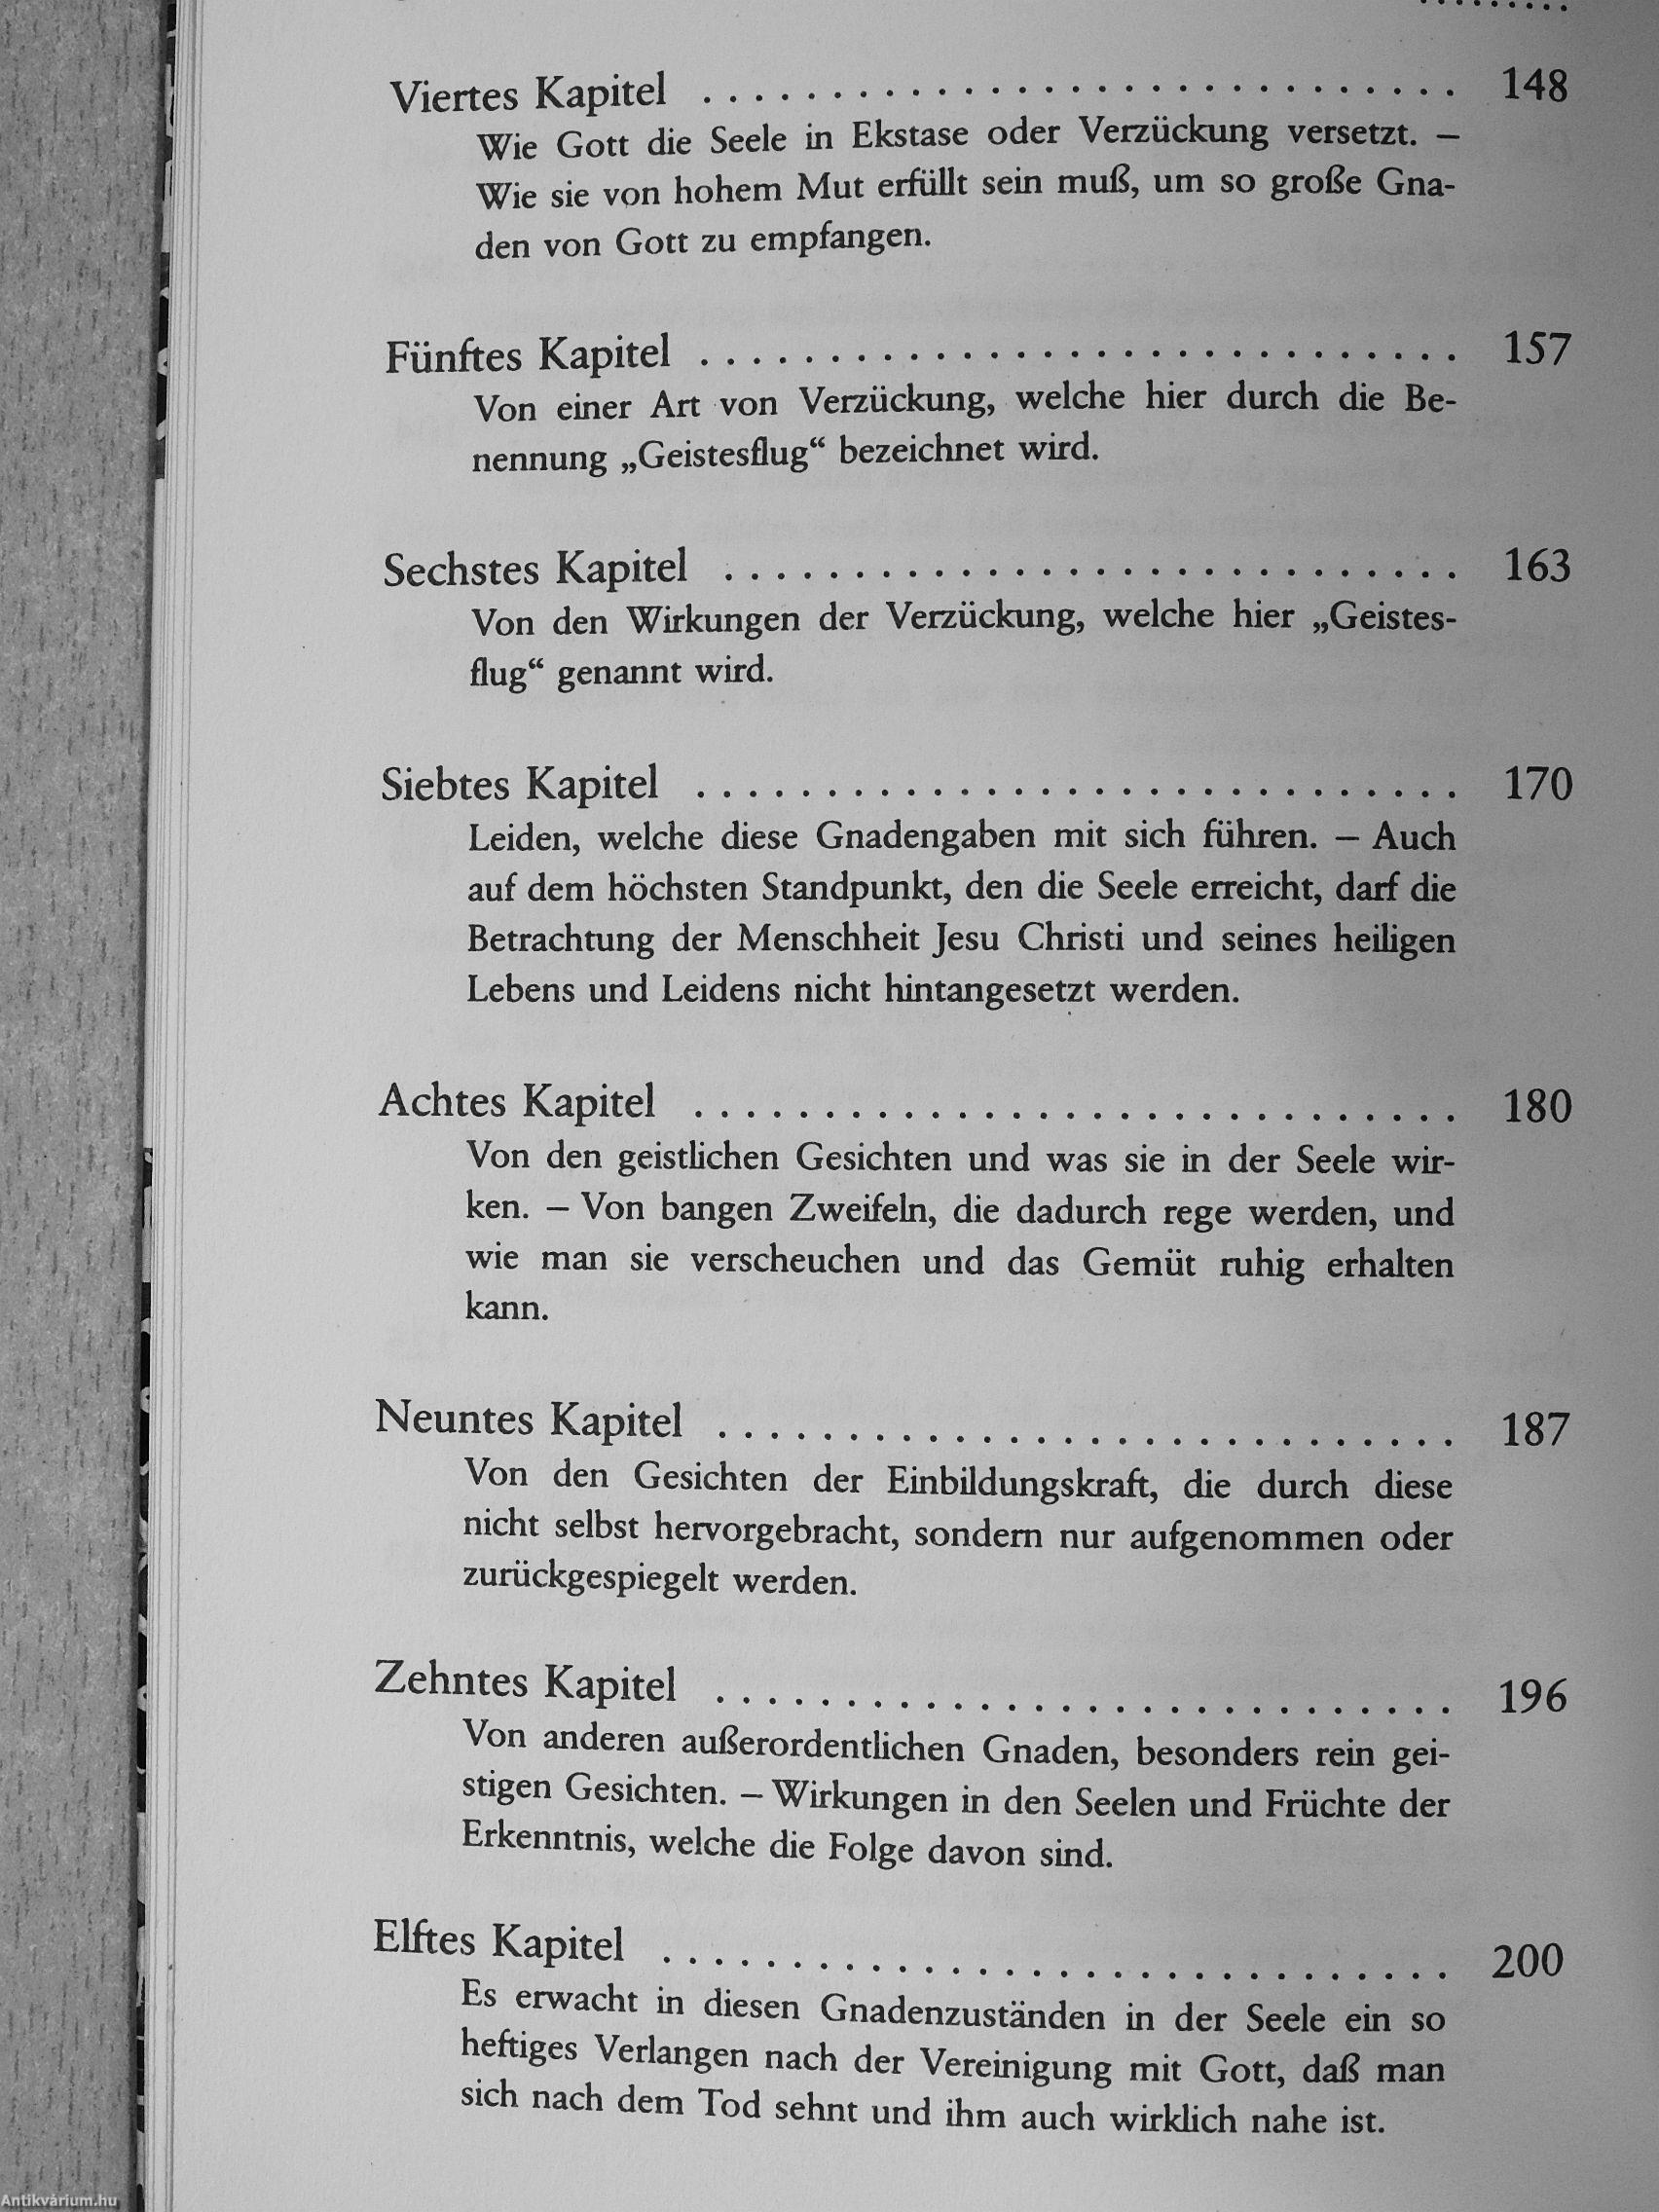 Viertes Kapitel . . . . . . . . . . . . . . . . . . . . . . . . . . . . . 148
Wie Gott die Seele in Ekstase oder Verzückung versetzt. –
Wie sie von hohem Mut erfüllt sein muß, um so große Gna-
den von Gott zu empfangen.
Fünftes Kapitel . . . . . . . . . . . . . . . . . . . . . . . . . . . . . 157
Von einer Art von Verzückung, welche hier durch die Be-
nennung „Geistesflug“ bezeichnet wird.
Sechstes Kapitel . . . . . . . . . . . . . . . . . . . . . . . . . . . . 163
Von den Wirkungen der Verzückung, welche hier „Geistes-
flug“ genannt wird.
Siebtes Kapitel . . . . . . . . . . . . . . . . . . . . . . . . . . . . . 170
Leiden, welche diese Gnadengaben mit sich führen. – Auch
auf dem höchsten Standpunkt, den die Seele erreicht, darf die
Betrachtung der Menschheit Jesu Christi und seines heiligen
Lebens und Leidens nicht hintangesetzt werden.
Achtes Kapitel . . . . . . . . . . . . . . . . . . . . . . . . . . . . . 180
Von den geistlichen Gesichten und was sie in der Seele wir-
ken. – Von bangen Zweifeln, die dadurch rege werden, und
wie man sie verscheuchen und das Gemüt ruhig erhalten
kann.
Neuntes Kapitel . . . . . . . . . . . . . . . . . . . . . . . . . . . . 187
Von den Gesichten der Einbildungskraft, die durch diese
nicht selbst hervorgebracht, sondern nur aufgenommen oder
zurückgespiegelt werden.
Zehntes Kapitel . . . . . . . . . . . . . . . . . . . . . . . . . . . . 196
Von anderen außerordentlichen Gnaden, besonders rein gei-
stigen Gesichten. – Wirkungen in den Seelen und Früchte der
Erkenntnis, welche die Folge davon sind.
Elftes Kapitel . . . . . . . . . . . . . . . . . . . . . . . . . . . . . . 200
Es erwacht in diesen Gnadenzuständen in der Seele ein so
heftiges Verlangen nach der Vereinigung mit Gott, daß man
sich nach dem Tod sehnt und ihm auch wirklich nahe ist.
Antikvárium.hu